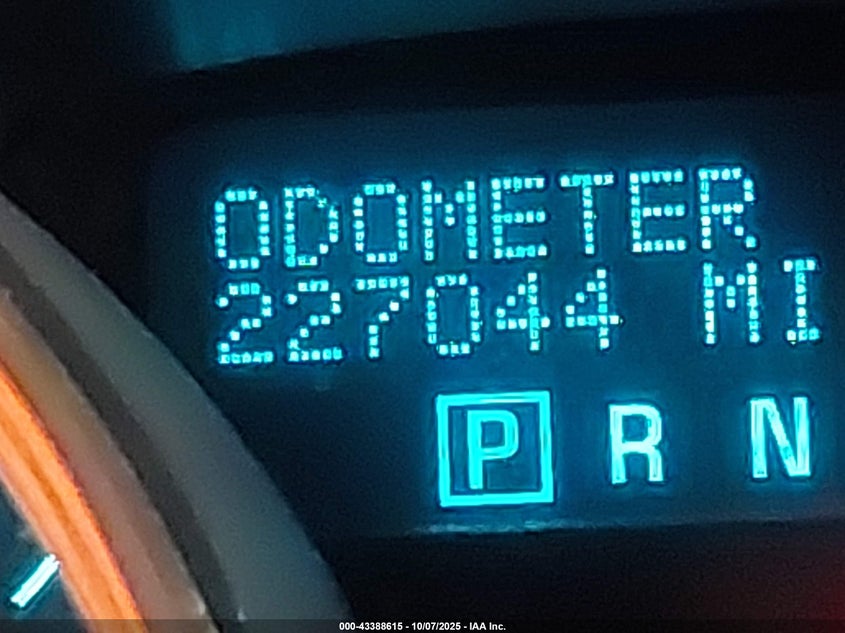 ODOMETER
227044 MI
P R N
000-43388615 - 10/07/2025 - IAA Inc.